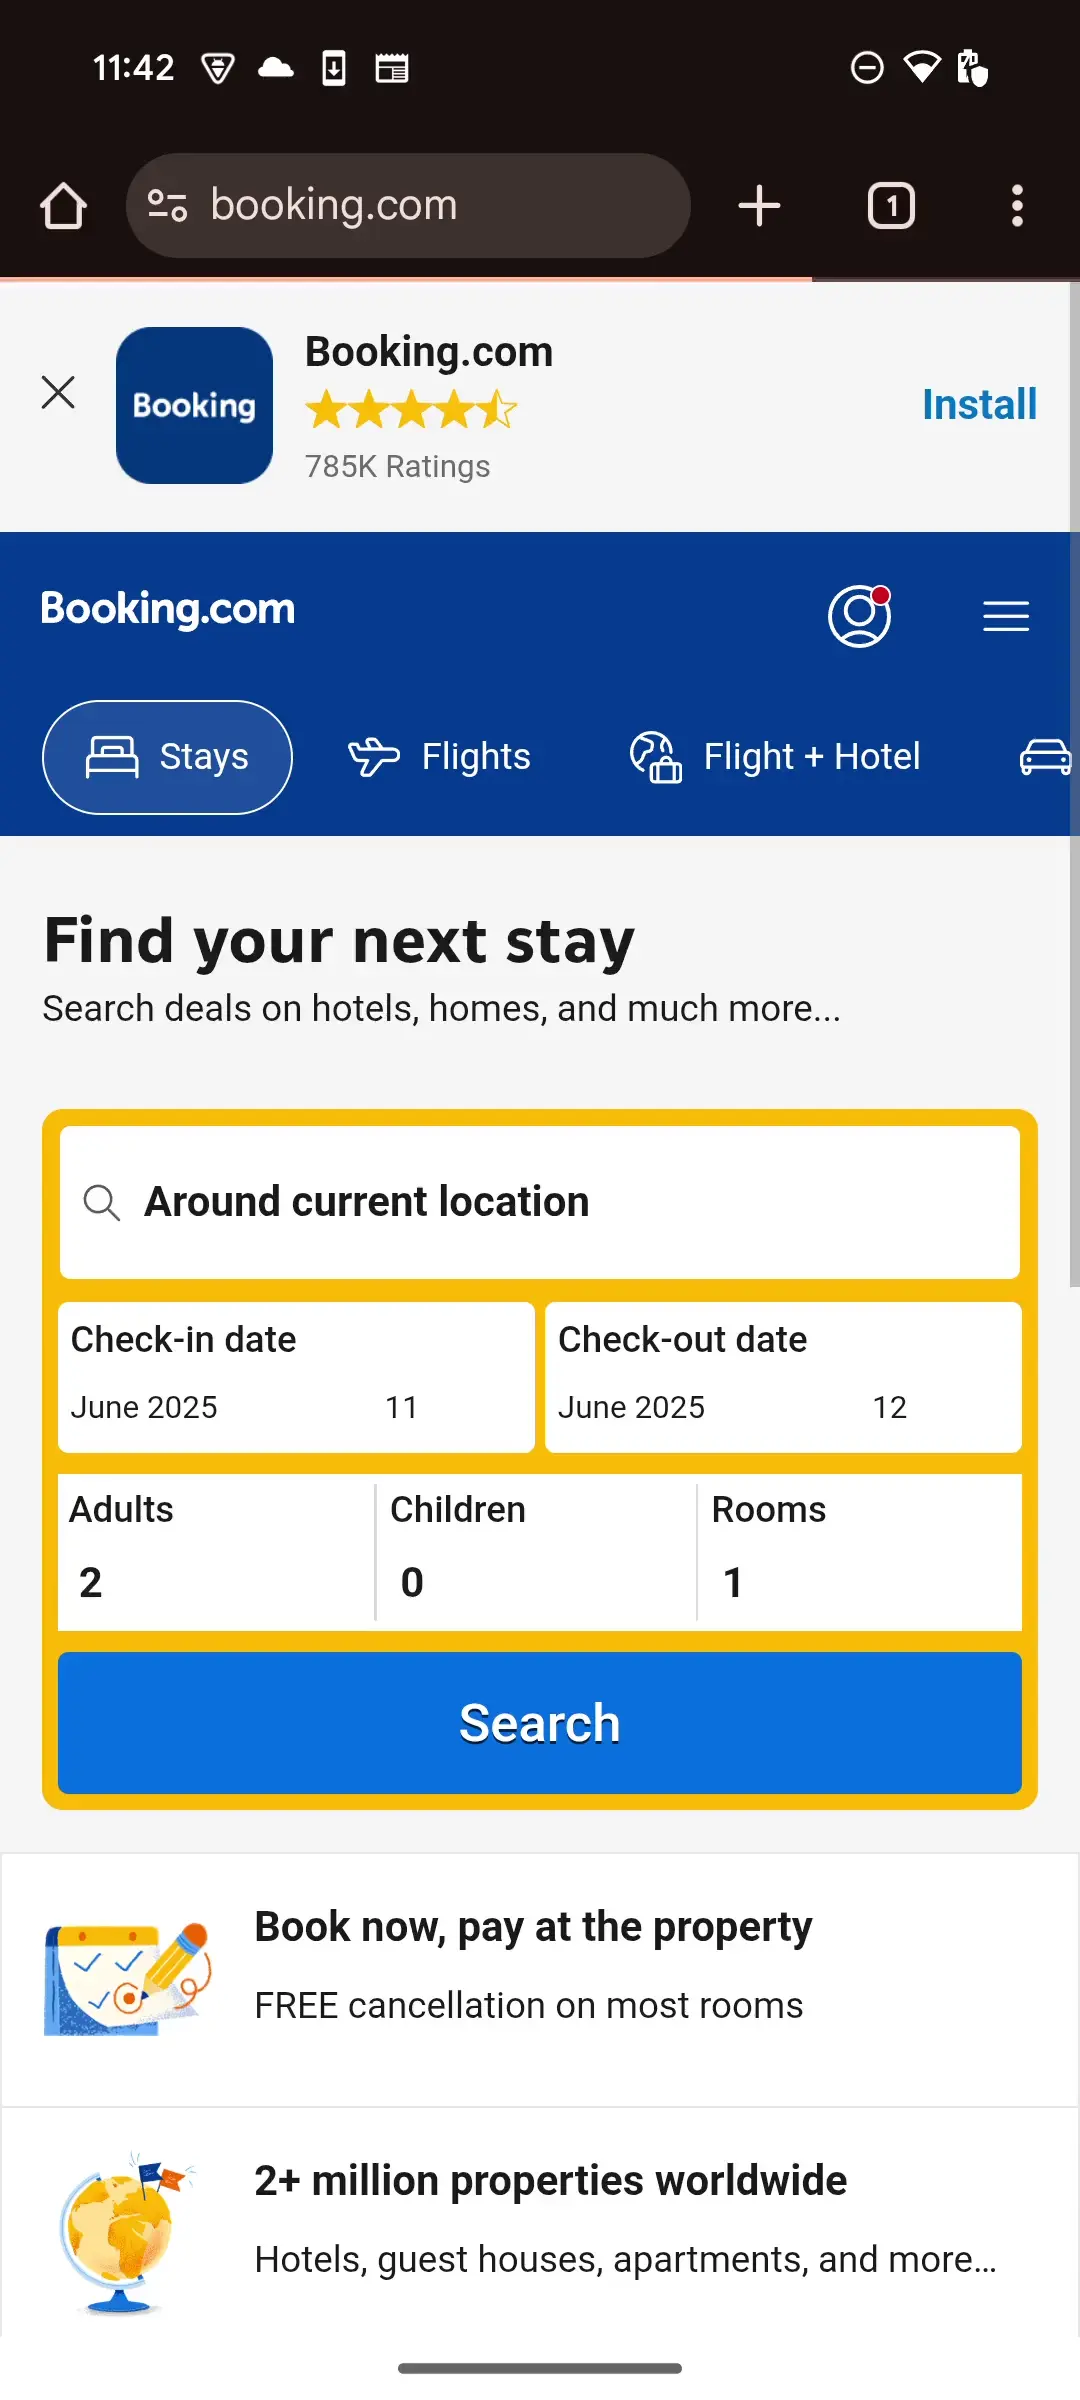 11:42
booking.com
1
Booking
Booking.com
785K Ratings
Install
Booking.com
Stays
Flights
Flight + Hotel
Find your next stay
Search deals on hotels, homes, and much more...
Around current location
Check-in date
June 2025 11
Check-out date
June 2025 12
Adults
2
Children
0
Rooms
1
Search
Book now, pay at the property
FREE cancellation on most rooms
2+ million properties worldwide
Hotels, guest houses, apartments, and more...